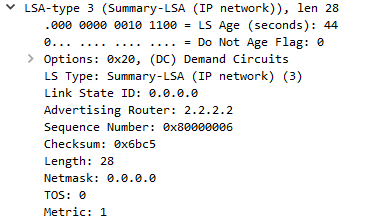 LSA-type 3 (Summary-LSA (IP network)), len 28
.000 0000 0010 1100 = LS Age (seconds): 44
0... .... .... .... = Do Not Age Flag: 0
Options: 0x20, (DC) Demand Circuits
LS Type: Summary-LSA (IP network) (3)
Link State ID: 0.0.0.0
Advertising Router: 2.2.2.2
Sequence Number: 0x80000006
Checksum: 0x6bc5
Length: 28
Netmask: 0.0.0.0
TOS: 0
Metric: 1